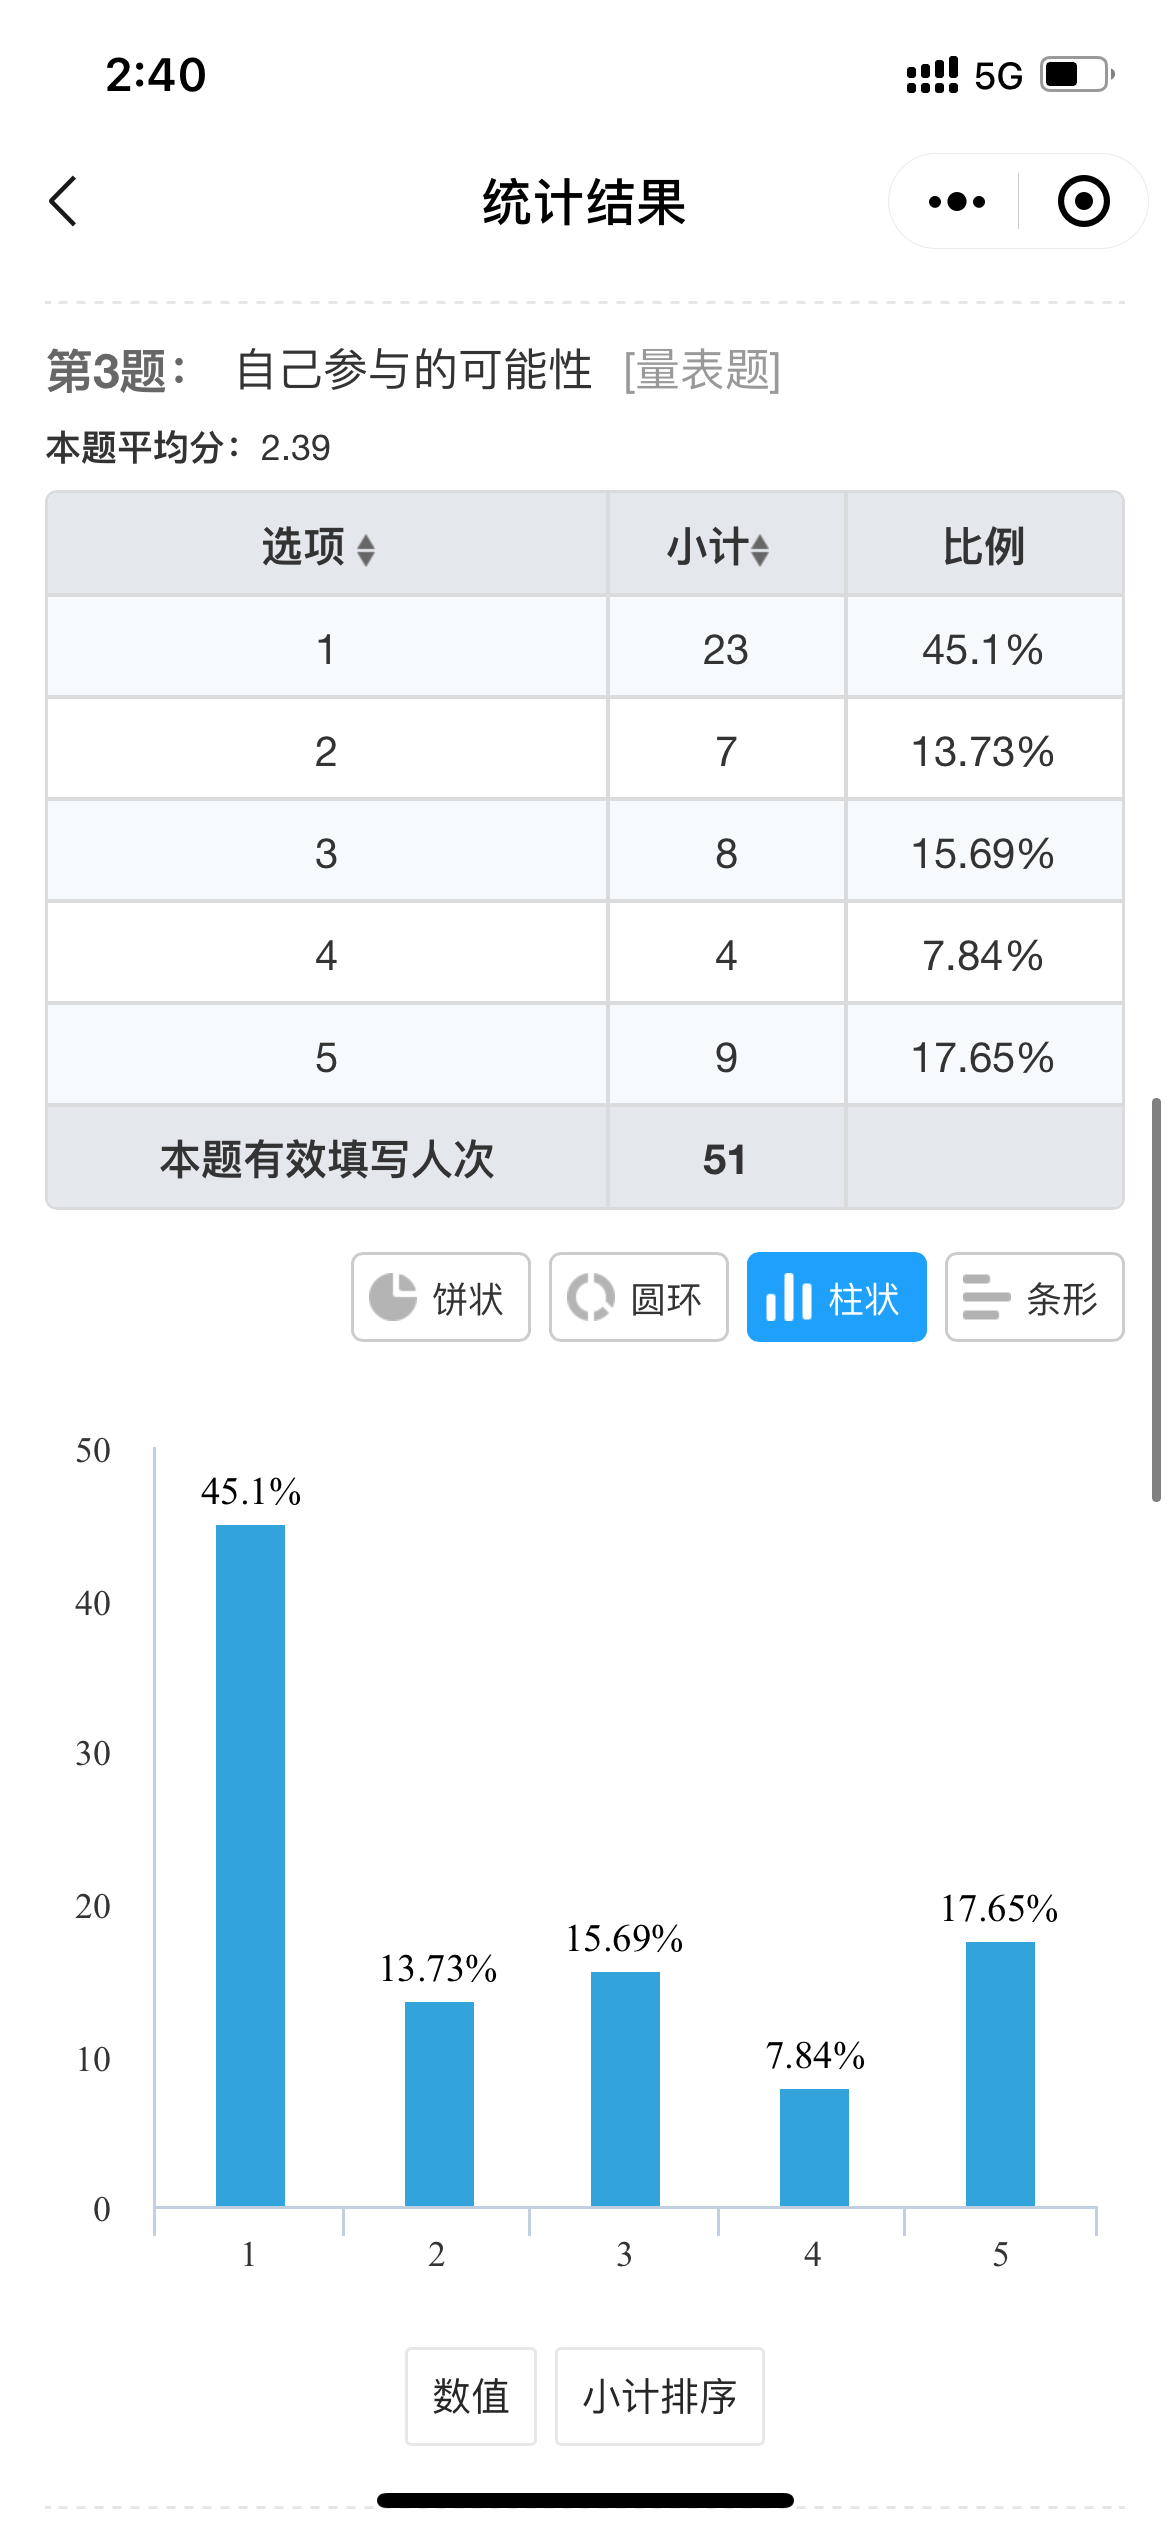 2:40 5G
统计结果
第3题： 自己参与的可能性 [量表题]
本题平均分：2.39
选项 小计 比例
1 23 45.1%
2 7 13.73%
3 8 15.69%
4 4 7.84%
5 9 17.65%
本题有效填写人次 51
饼状 圆环 柱状 条形
50
45.1%
40
30
20
17.65%
15.69%
13.73%
10
7.84%
0
1 2 3 4 5
数值 小计排序